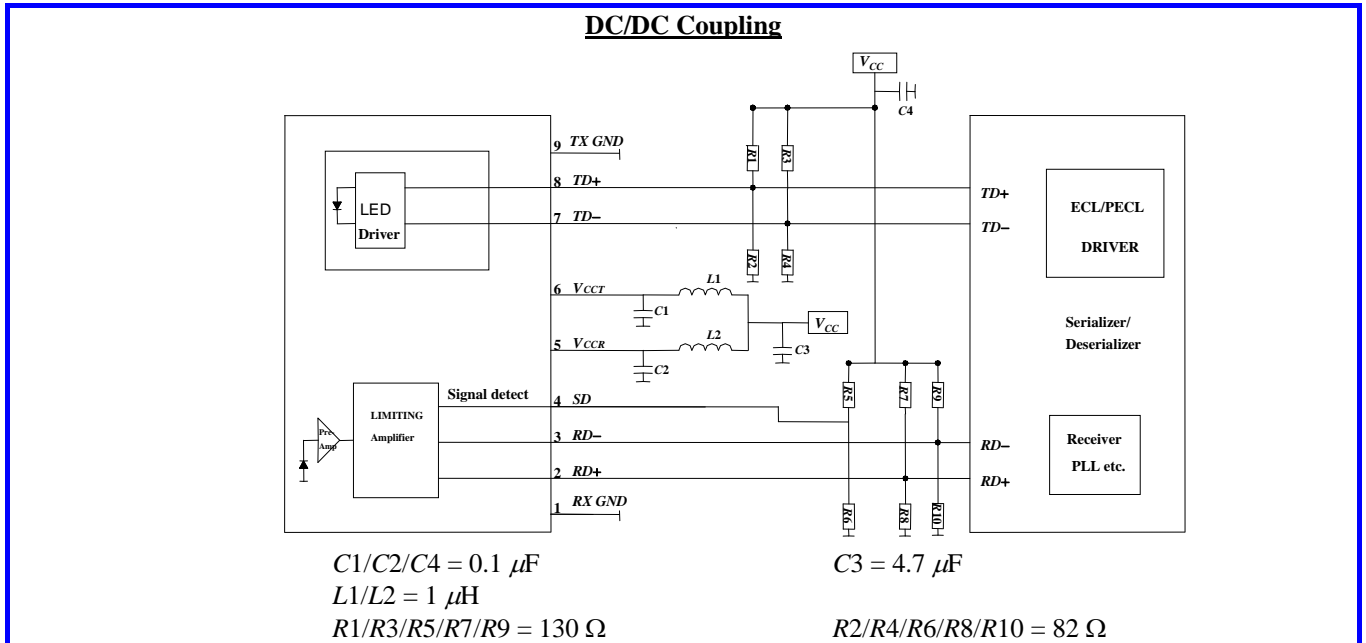 DC/DC Coupling
VCC
C4
9 TX GND
R1
R3
8 TD+
TD+
LED
Driver
7 TD−
TD−
ECL/PECL
DRIVER
R2
R4
L1
6 VCCT
C1
VCC
Serializer/
Deserializer
L2
5 VCCR
C3
C2
Signal detect
4 SD
R5
R7
R9
LIMITING
Amplifier
Pre-
Amp
3 RD−
RD−
Receiver
PLL etc.
2 RD+
RD+
1 RX GND
R6
R8
R10
C1/C2/C4 = 0.1 μF
C3 = 4.7 μF
L1/L2 = 1 μH
R1/R3/R5/R7/R9 = 130 Ω
R2/R4/R6/R8/R10 = 82 Ω